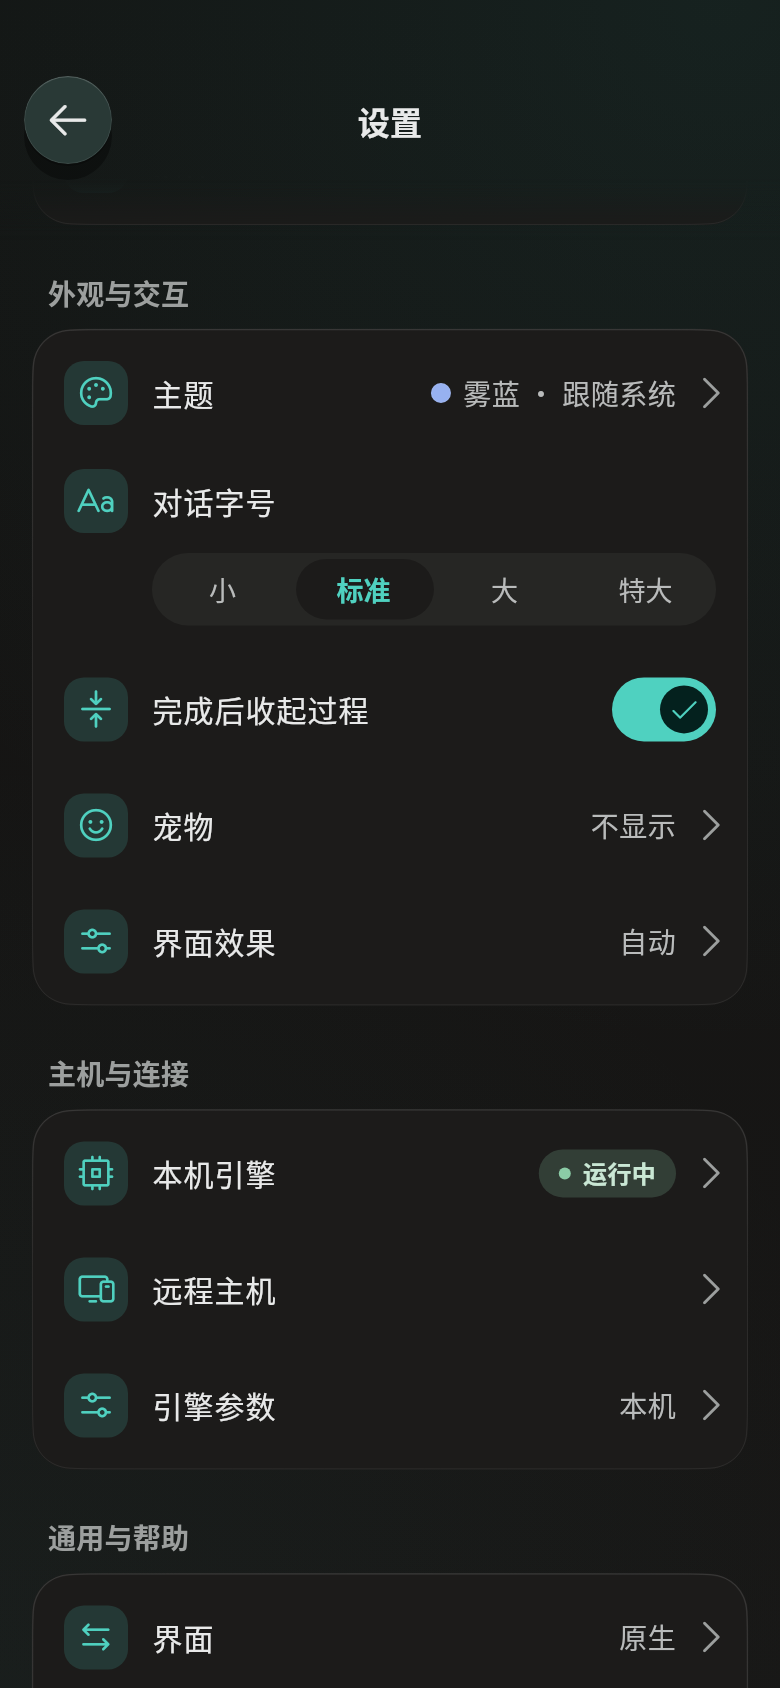 设置
外观与交互
主题
雾蓝 · 跟随系统
Aa
对话字号
小
标准
大
特大
完成后收起过程
宠物
不显示
界面效果
自动
主机与连接
本机引擎
运行中
远程主机
引擎参数
本机
通用与帮助
界面
原生